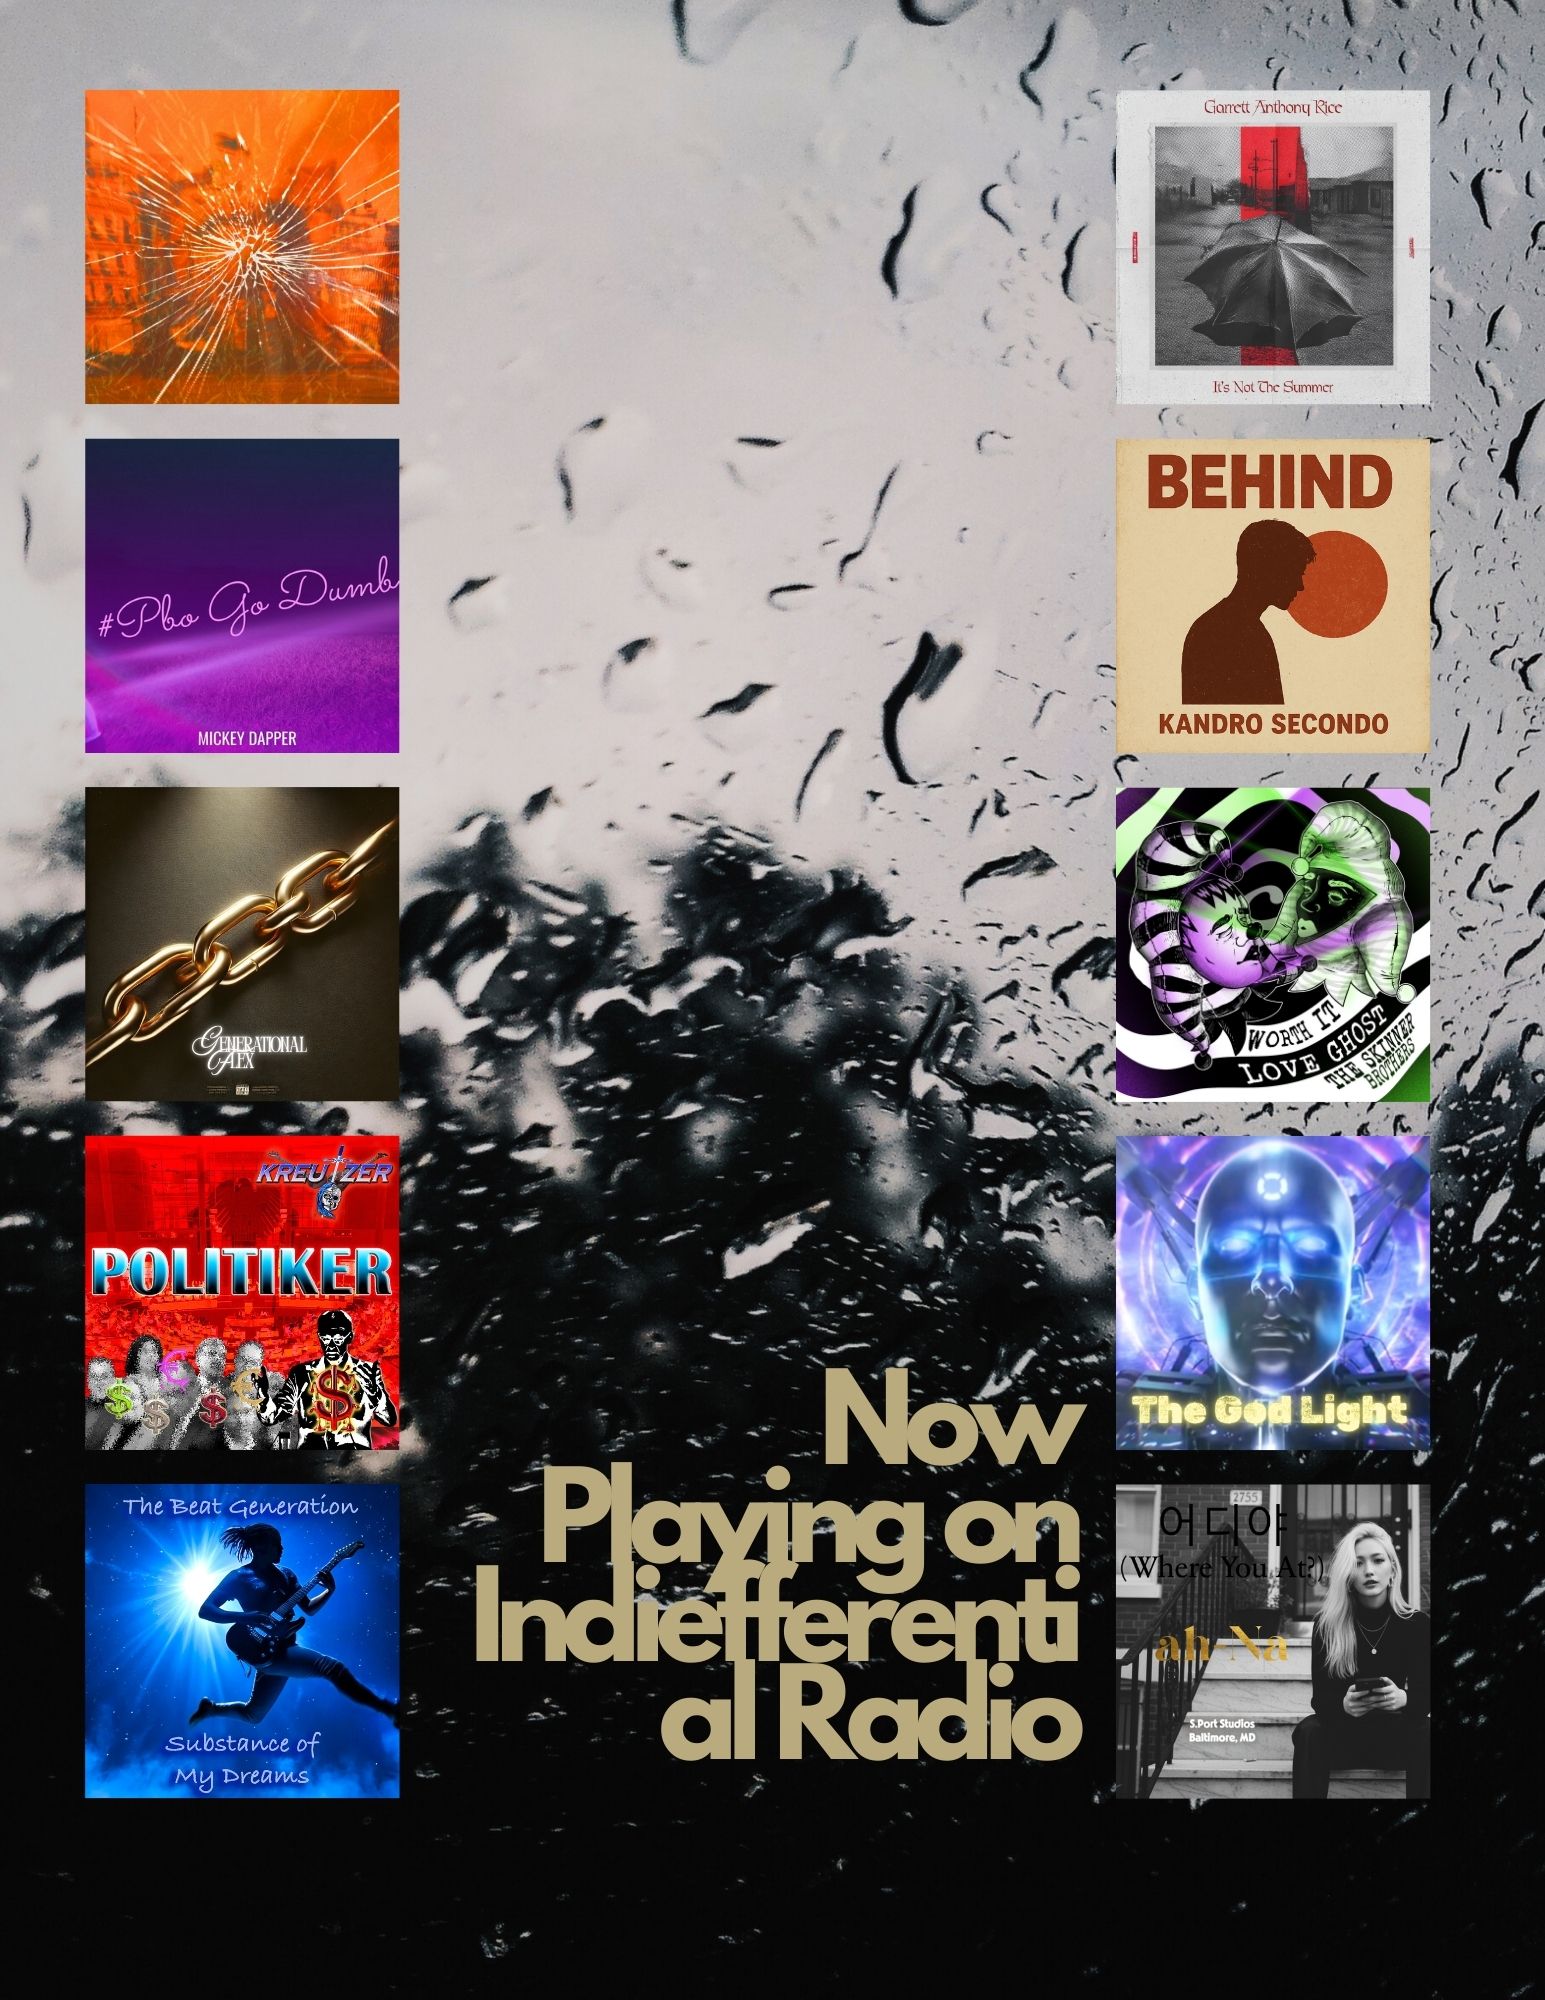 #Pbo Go Dumb
MICKEY DAPPER
GENERATIONAL
ALEX
KREUTZER
POLITIKER
The Beat Generation
Substance of
My Dreams
Garrett Anthony Rice
It's Not The Summer
BEHIND
KANDRO SECONDO
WORTH IT
LOVE GHOST
THE SKINNER
BROTHERS
The God Light
2755
어디야
(Where You At?)
ah-Na
S.Port Studios
Baltimore, MD
Now
Playing on
Indiefferenti
al Radio